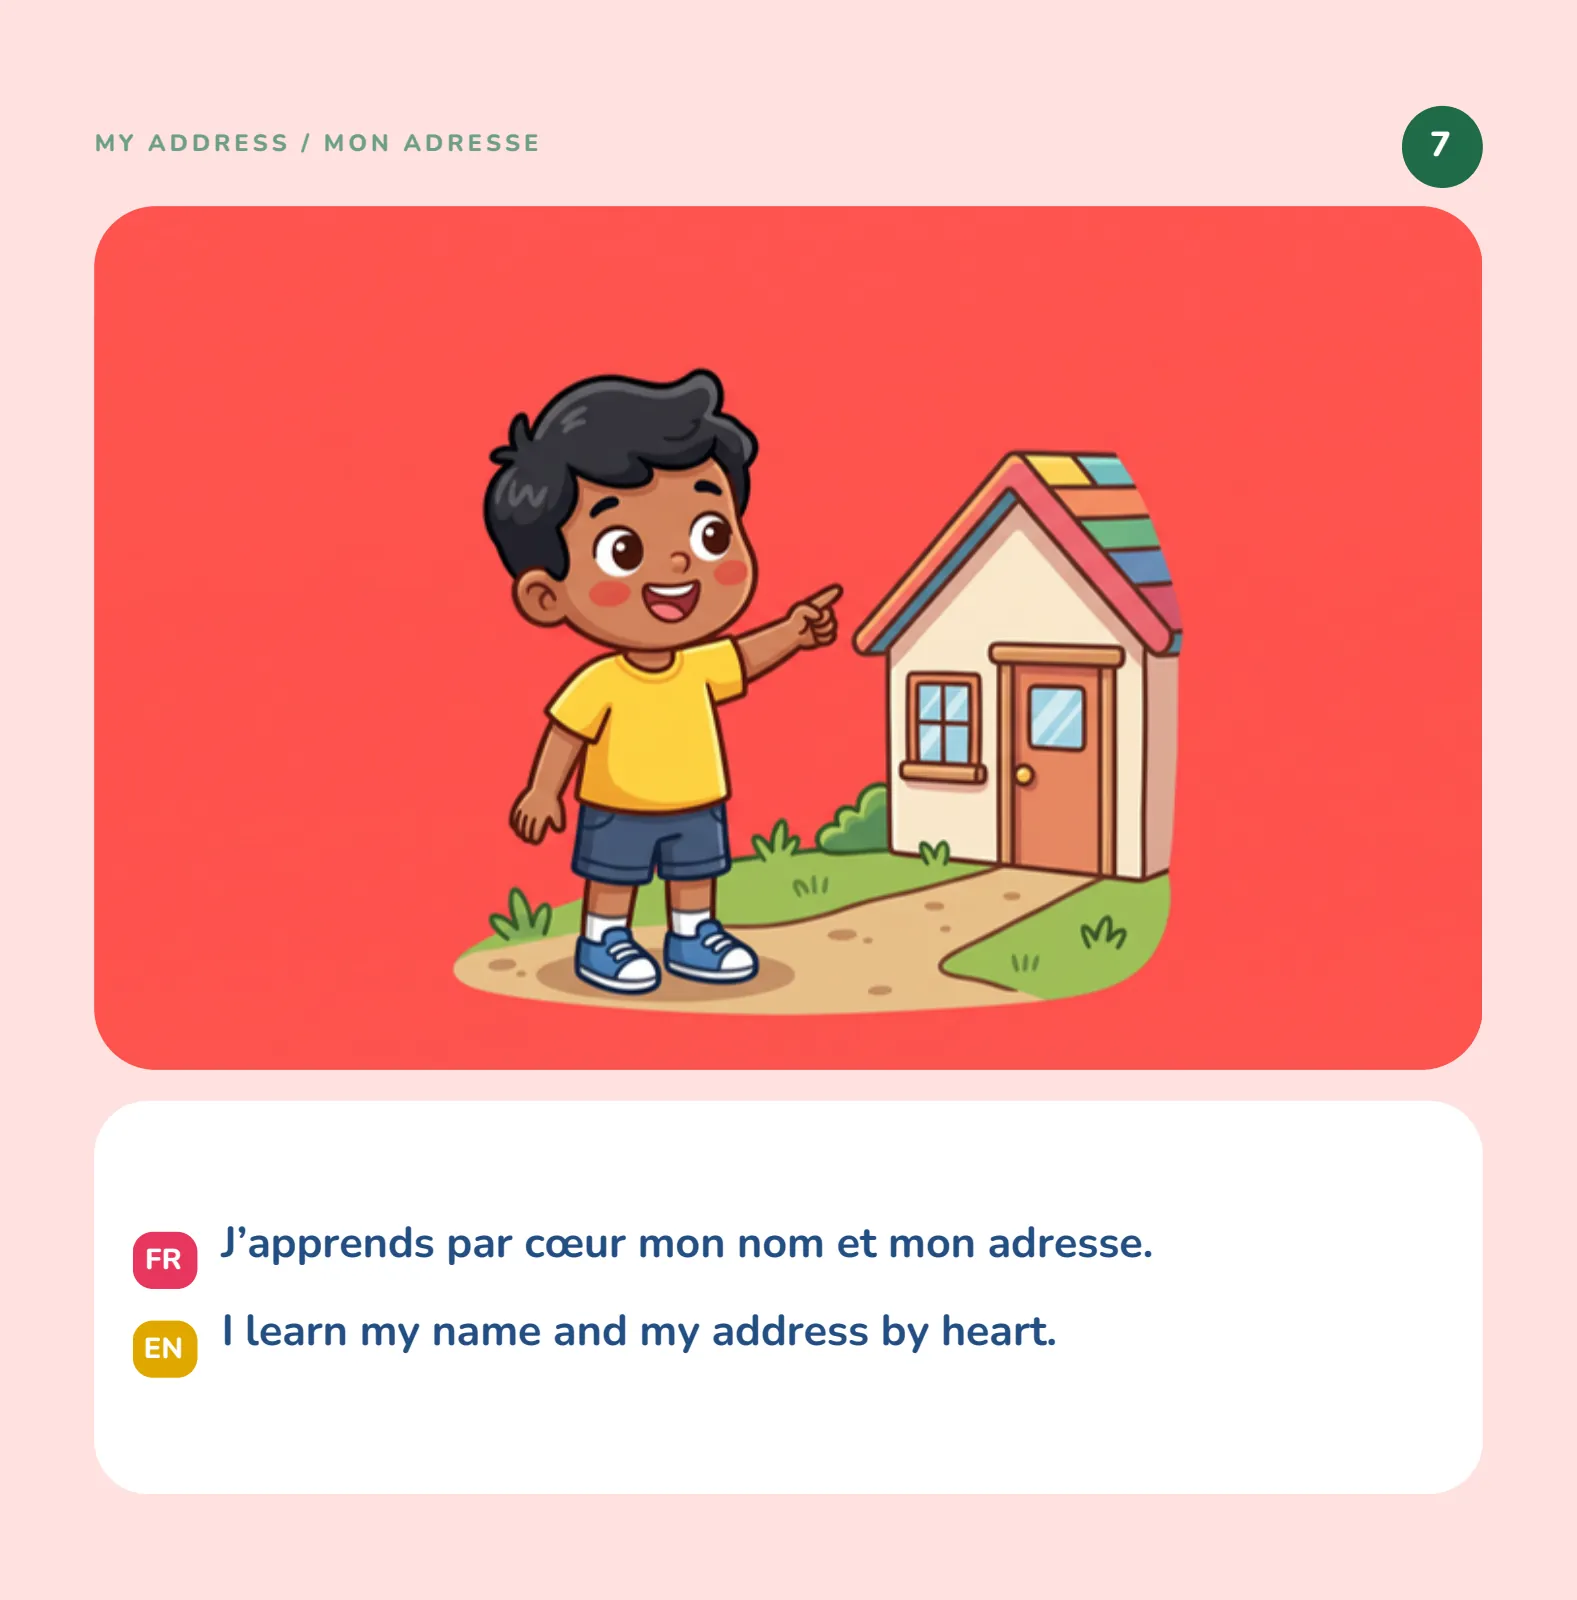 MY ADDRESS / MON ADRESSE
7
FR J’apprends par cœur mon nom et mon adresse.
EN I learn my name and my address by heart.